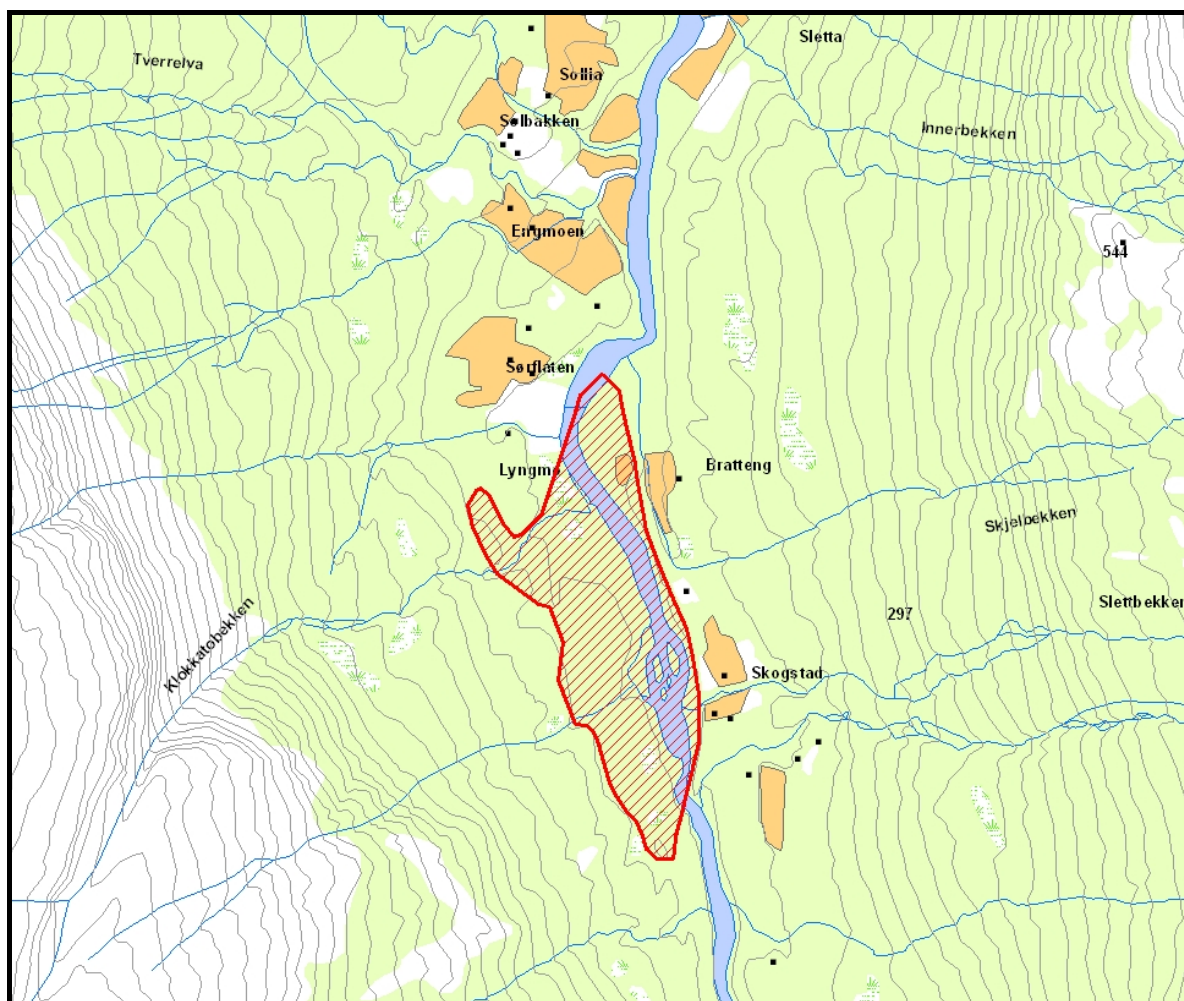 Sletta
Tverrelva
Sollia
Solbakken
Innerbekken
Engmoen
544
Sørflaten
Lyngmo
Bratteng
Skjelbekken
Slettbekken
297
Klokkatobekken
Skogstad